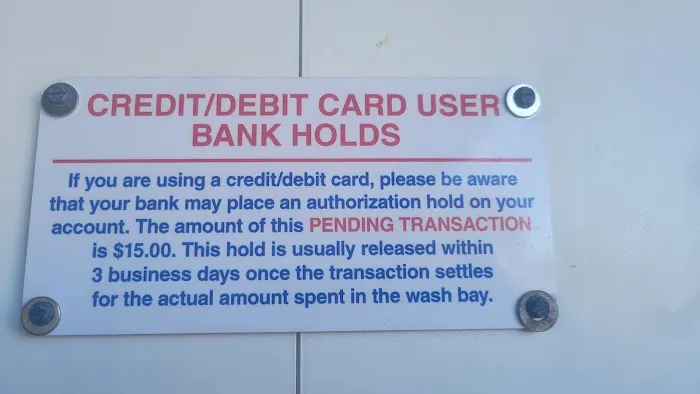 CREDIT/DEBIT CARD USER
BANK HOLDS
If you are using a credit/debit card, please be aware
that your bank may place an authorization hold on your
account. The amount of this PENDING TRANSACTION
is $15.00. This hold is usually released within
3 business days once the transaction settles
for the actual amount spent in the wash bay.